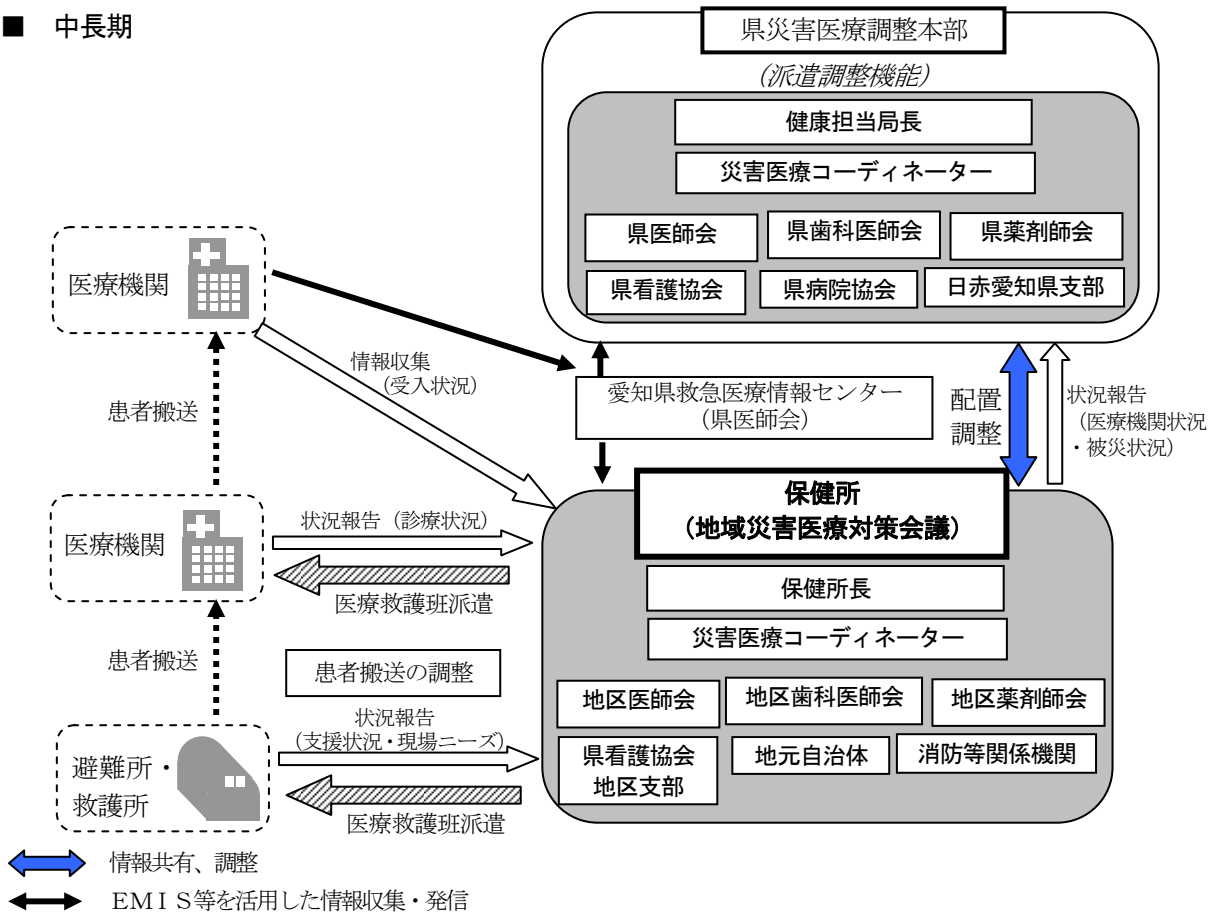 ■ 中長期
県災害医療調整本部
(派遣調整機能)
健康担当局長
災害医療コーディネーター
県医師会
県歯科医師会
県薬剤師会
県看護協会
県病院協会
日赤愛知県支部
医療機関
情報収集
(受入状況)
愛知県救急医療情報センター
(県医師会)
配置
調整
状況報告
(医療機関状況
・被災状況)
患者搬送
医療機関
状況報告(診療状況)
医療救護班派遣
保健所
(地域災害医療対策会議)
保健所長
災害医療コーディネーター
患者搬送
患者搬送の調整
地区医師会
地区歯科医師会
地区薬剤師会
状況報告
(支援状況・現場ニーズ)
県看護協会
地区支部
地元自治体
消防等関係機関
避難所・
救護所
医療救護班派遣
情報共有、調整
EMIS等を活用した情報収集・発信